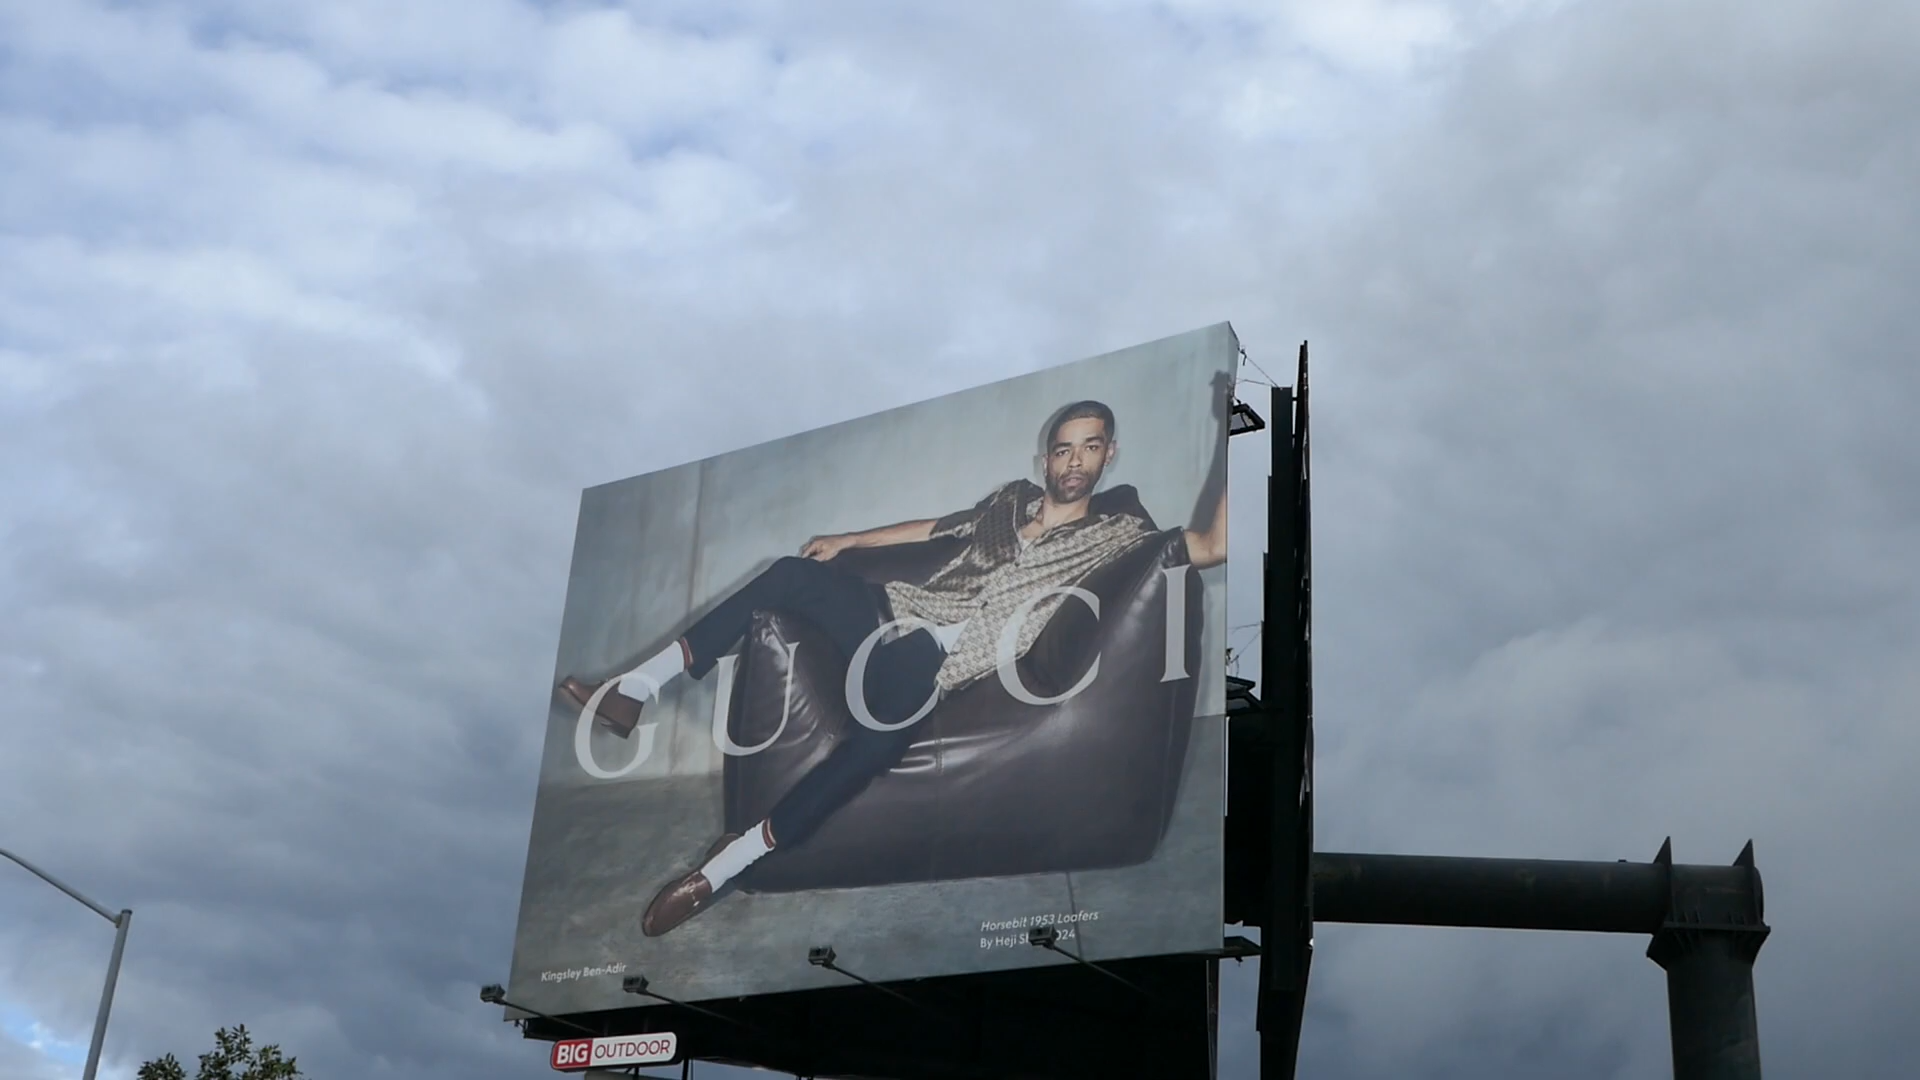 GUCCI
Horsebit 1953 Loafers
By Heji
Kingsley Ben-Adir
BIG OUTDOOR